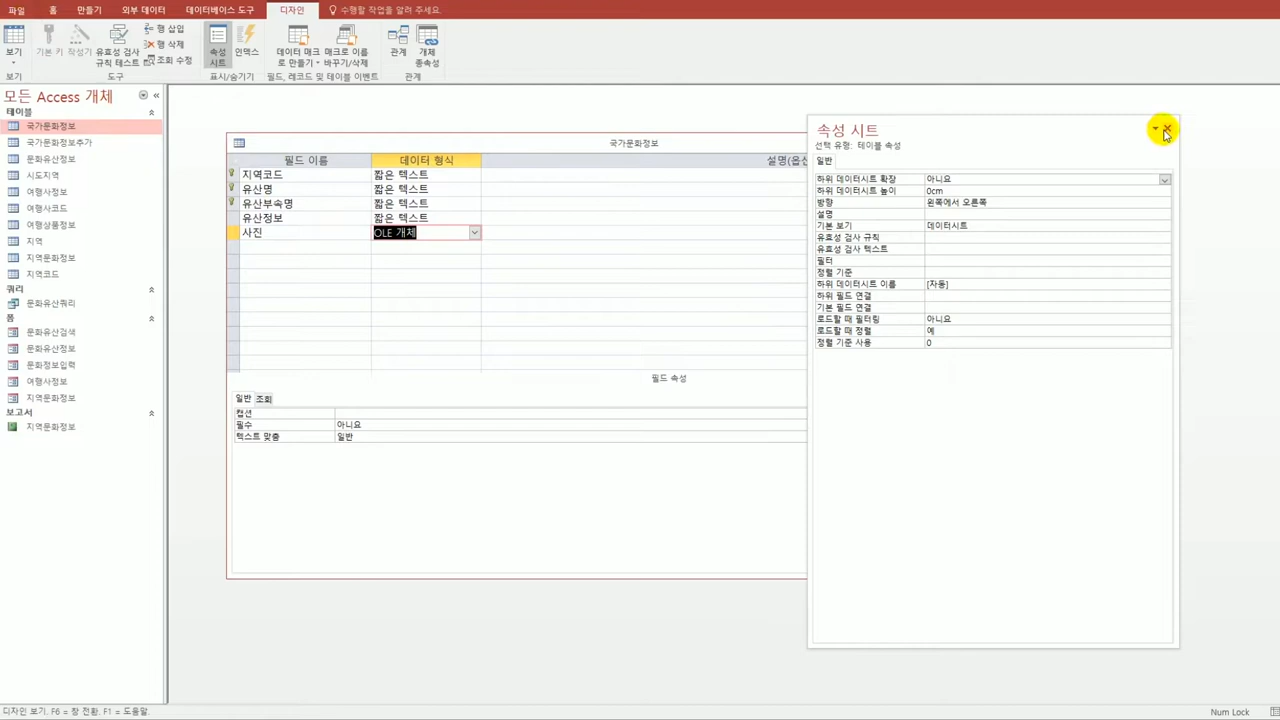 파일 홈 만들기 외부 데이터 데이터베이스 도구 디자인 수행할 작업을 알려 주세요.
보기 기본 키 작성기 유효성 검사 규칙 테스트 행 삽입 행 삭제 조회 수정 속성 시트 인덱스 데이터 매크로 만들기 매크로 이름 바꾸기/삭제 관계 개체 종속성
보기 도구 표시/숨기기 필드, 레코드 및 테이블 이벤트 관계
모든 Access 개체
테이블
국가문화정보
국가문화정보추가
문화유산정보
시도지역
여행사정보
여행사코드
여행상품정보
지역
지역문화정보
지역코드
쿼리
문화유산쿼리
폼
문화유산검색
문화유산정보
문화정보입력
여행사정보
지역문화정보
보고서
지역문화정보
국가문화정보
필드 이름 데이터 형식 설명(옵션
지역코드 짧은 텍스트
유산명 짧은 텍스트
유산부속명 짧은 텍스트
유산정보 짧은 텍스트
사진 OLE 개체
필드 속성
일반 조회
캡션
필수 아니요
텍스트 맞춤 일반
속성 시트
선택 유형: 테이블 속성
일반
하위 데이터시트 확장 아니요
하위 데이터시트 높이 0cm
방향 왼쪽에서 오른쪽
설명
기본 보기 데이터시트
유효성 검사 규칙
유효성 검사 텍스트
필터
정렬 기준
하위 데이터시트 이름 [자동]
하위 필드 연결
기본 필드 연결
로드할 때 필터링 아니요
로드할 때 정렬 예
정렬 기준 사용 0
디자인 보기. F6 = 창 전환. F1 = 도움말. Num Lock